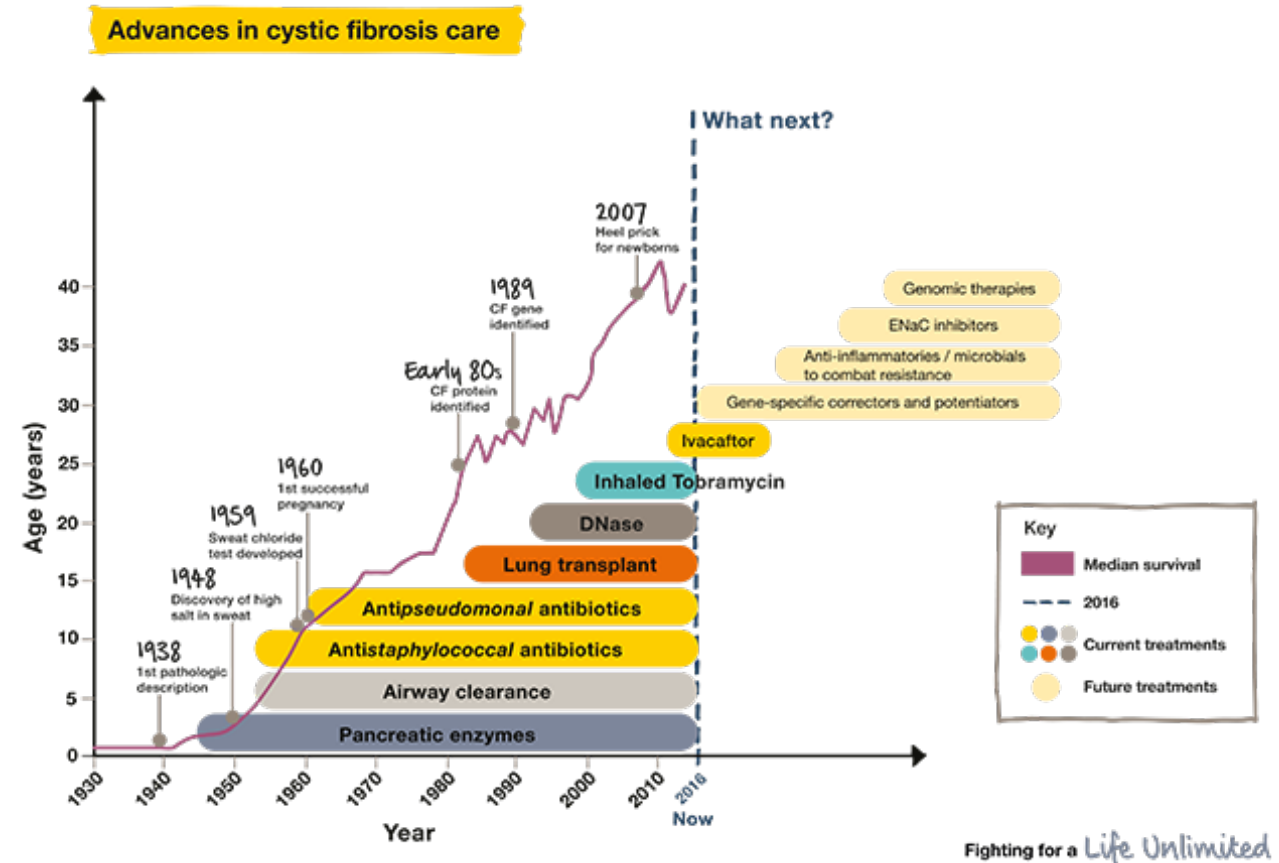 Advances in cystic fibrosis care
What next?
2007
Heel prick
for newborns
1989
CF gene
identified
Early 80s
CF protein
identified
1960
1st successful
pregnancy
1959
Sweat chloride
test developed
1948
Discovery of high
salt in sweat
1938
1st pathologic
description
Age (years)
40
35
30
25
20
15
10
5
0
Genomic therapies
ENaC inhibitors
Anti-inflammatories / microbials
to combat resistance
Gene-specific correctors and potentiators
Ivacaftor
Inhaled Tobramycin
DNase
Lung transplant
Antipseudomonal antibiotics
Antistaphylococcal antibiotics
Airway clearance
Pancreatic enzymes
Key
Median survival
2016
Current treatments
Future treatments
1930 1940 1950 1960 1970 1980 1990 2000 2010 2016
Now
Year
Fighting for a Life Unlimited